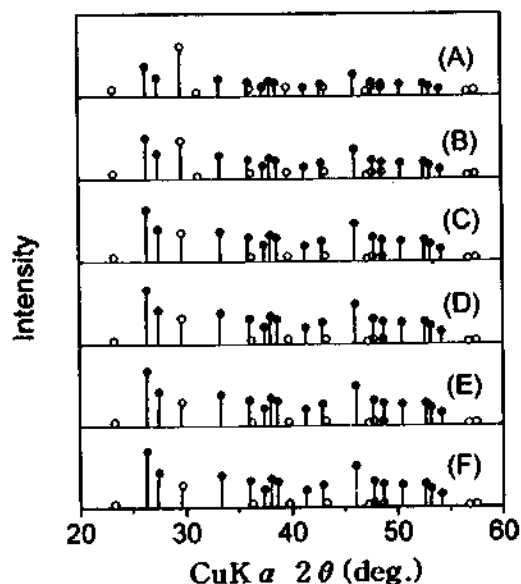 (A)
(B)
(C)
(D)
(E)
(F)
Intensity
20 30 40 50 60
CuK α 2θ (deg.)